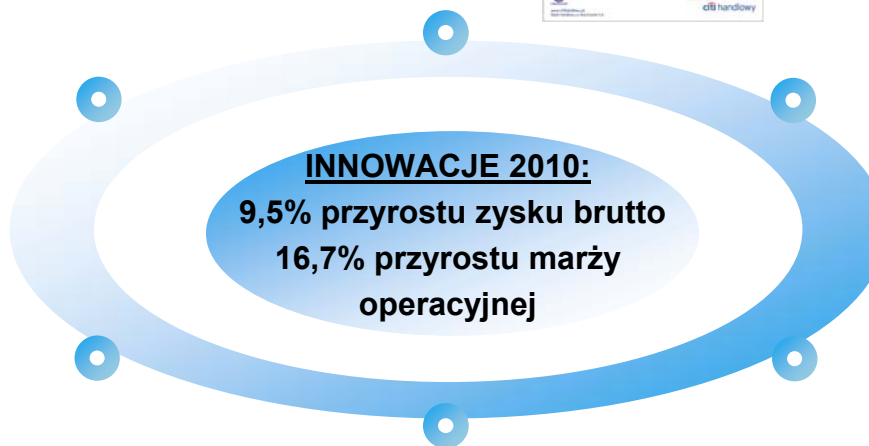 citi handlowy
INNOWACJE 2010:
9,5% przyrostu zysku brutto
16,7% przyrostu marży
operacyjnej